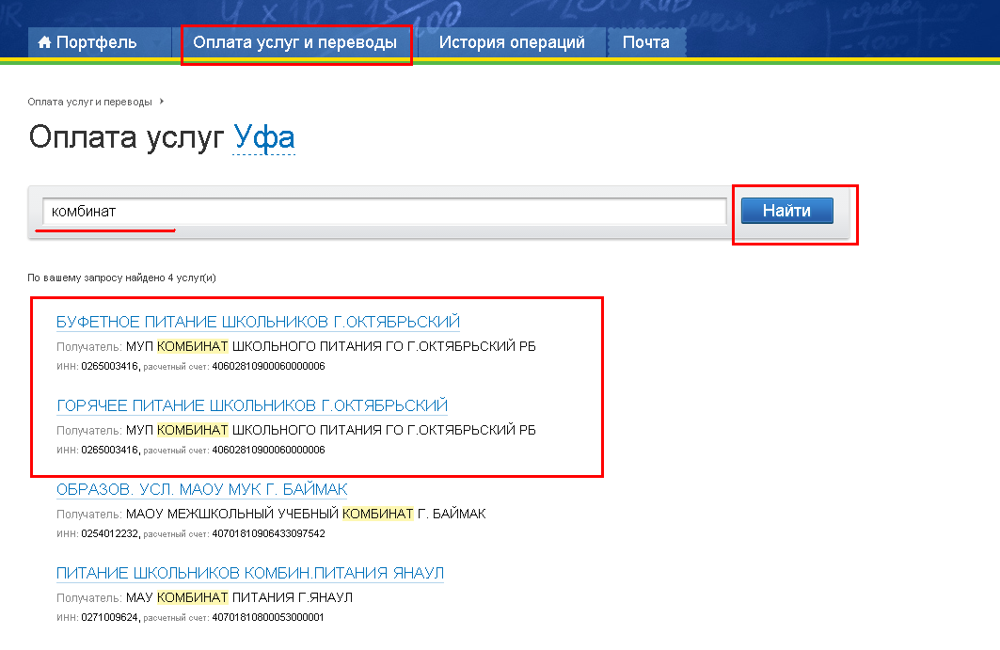 Портфель
Оплата услуг и переводы
История операций
Почта
Оплата услуг и переводы
Оплата услуг Уфа
комбинат
Найти
По вашему запросу найдено 4 услуг(и)
БУФЕТНОЕ ПИТАНИЕ ШКОЛЬНИКОВ Г.ОКТЯБРЬСКИЙ
Получатель: МУП КОМБИНАТ ШКОЛЬНОГО ПИТАНИЯ ГО Г.ОКТЯБРЬСКИЙ РБ
ИНН: 0265003416, расчетный счет: 40602810900060000006
ГОРЯЧЕЕ ПИТАНИЕ ШКОЛЬНИКОВ Г.ОКТЯБРЬСКИЙ
Получатель: МУП КОМБИНАТ ШКОЛЬНОГО ПИТАНИЯ ГО Г.ОКТЯБРЬСКИЙ РБ
ИНН: 0265003416, расчетный счет: 40602810900060000006
ОБРАЗОВ. УСЛ. МАОУ МУК Г. БАЙМАК
Получатель: МАОУ МЕЖШКОЛЬНЫЙ УЧЕБНЫЙ КОМБИНАТ Г. БАЙМАК
ИНН: 0254012232, расчетный счет: 40701810906433097542
ПИТАНИЕ ШКОЛЬНИКОВ КОМБИН.ПИТАНИЯ ЯНАУЛ
Получатель: МАУ КОМБИНАТ ПИТАНИЯ Г.ЯНАУЛ
ИНН: 0271009624, расчетный счет: 40701810800053000001